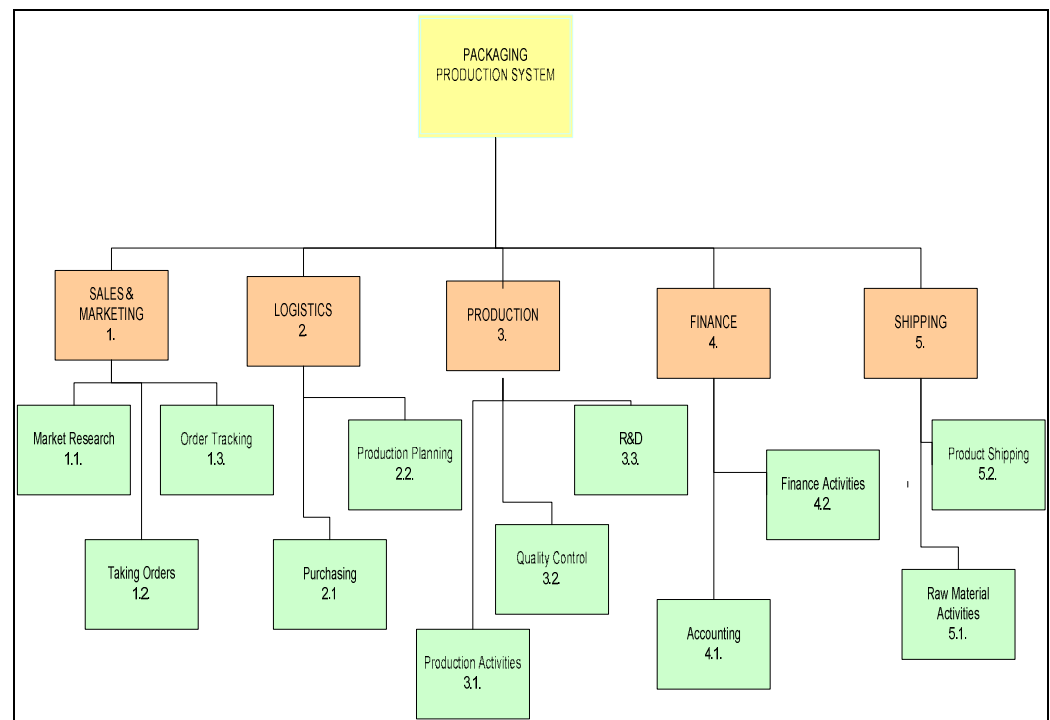 PACKAGING
PRODUCTION SYSTEM
SALES &
MARKETING
1.
LOGISTICS
2.
PRODUCTION
3.
FINANCE
4.
SHIPPING
5.
Market Research
1.1.
Order Tracking
1.3.
Production Planning
2.2.
R&D
3.3.
Product Shipping
5.2.
Finance Activities
4.2.
Taking Orders
1.2.
Purchasing
2.1
Quality Control
3.2.
Raw Material
Activities
5.1.
Accounting
4.1.
Production Activities
3.1.